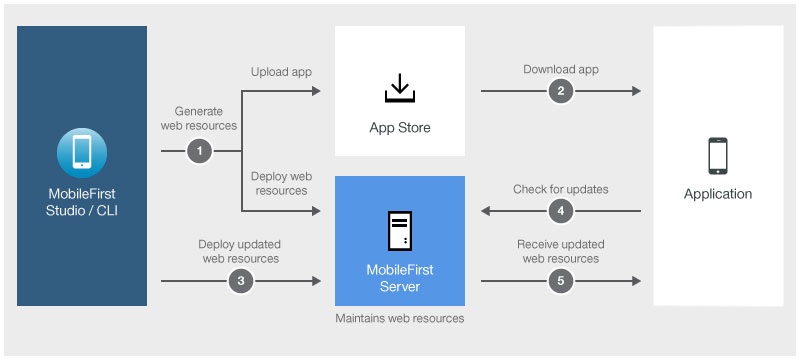 MobileFirst
Studio / CLI
Generate
web resources
1
Upload app
Deploy web
resources
Deploy updated
web resources
3
App Store
MobileFirst
Server
Maintains web resources
Download app
2
Check for updates
4
Receive updated
web resources
5
Application